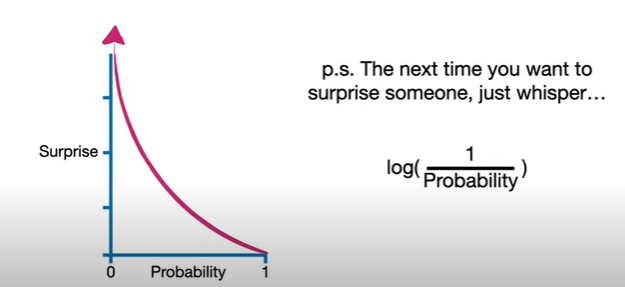 p.s. The next time you want to
surprise someone, just whisper…
Surprise
log( 1 / Probability )
0 Probability 1